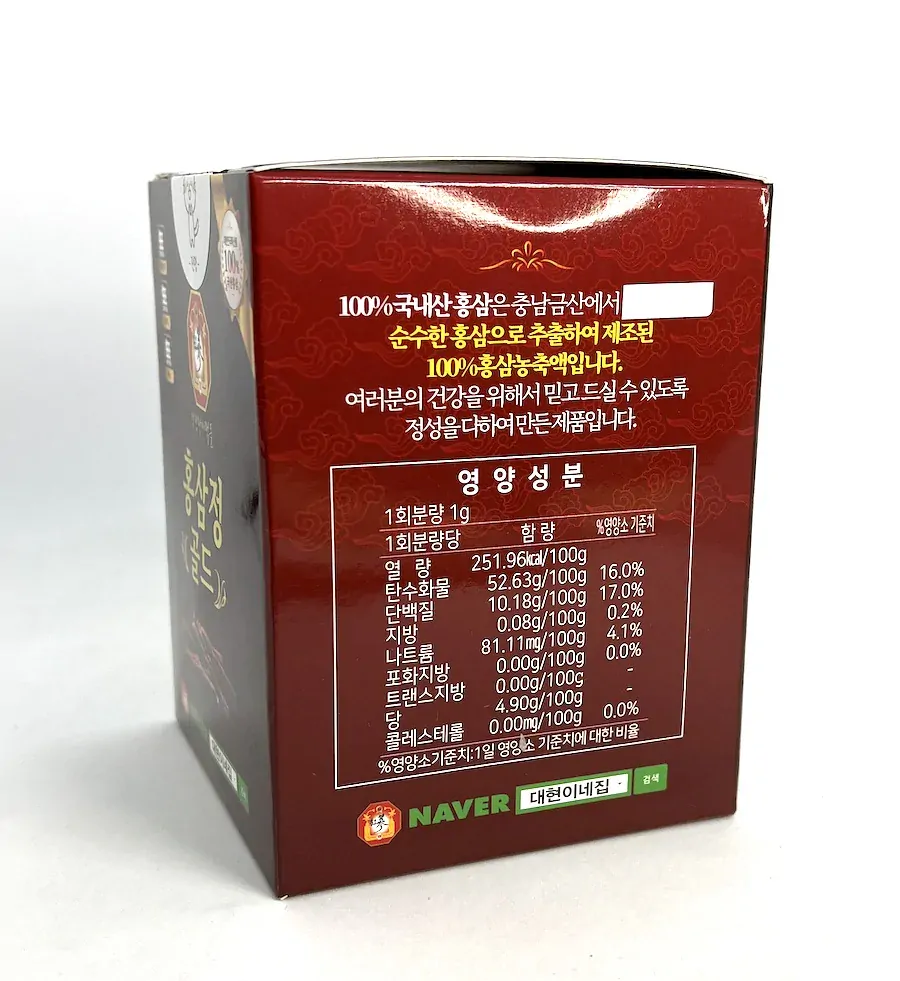 100% 국내산 홍삼은 충남금산에서
순수한 홍삼으로 추출하여 제조된
100%홍삼농축액입니다.
여러분의 건강을 위해서 믿고 드실 수 있도록
정성을 다하여 만든 제품입니다.
영양성분
1회분량 1g
1회분량당 함량 %영양소 기준치
열량 251.96kcal/100g
탄수화물 52.63g/100g 16.0%
단백질 10.18g/100g 17.0%
지방 0.08g/100g 0.2%
나트륨 81.11mg/100g 4.1%
포화지방 0.00g/100g 0.0%
트랜스지방 0.00g/100g -
당 4.90g/100g -
콜레스테롤 0.00mg/100g 0.0%
%영양소기준치:1일 영양소 기준치에 대한 비율
NAVER 대현이네집 검색
100%
홍삼정
골드